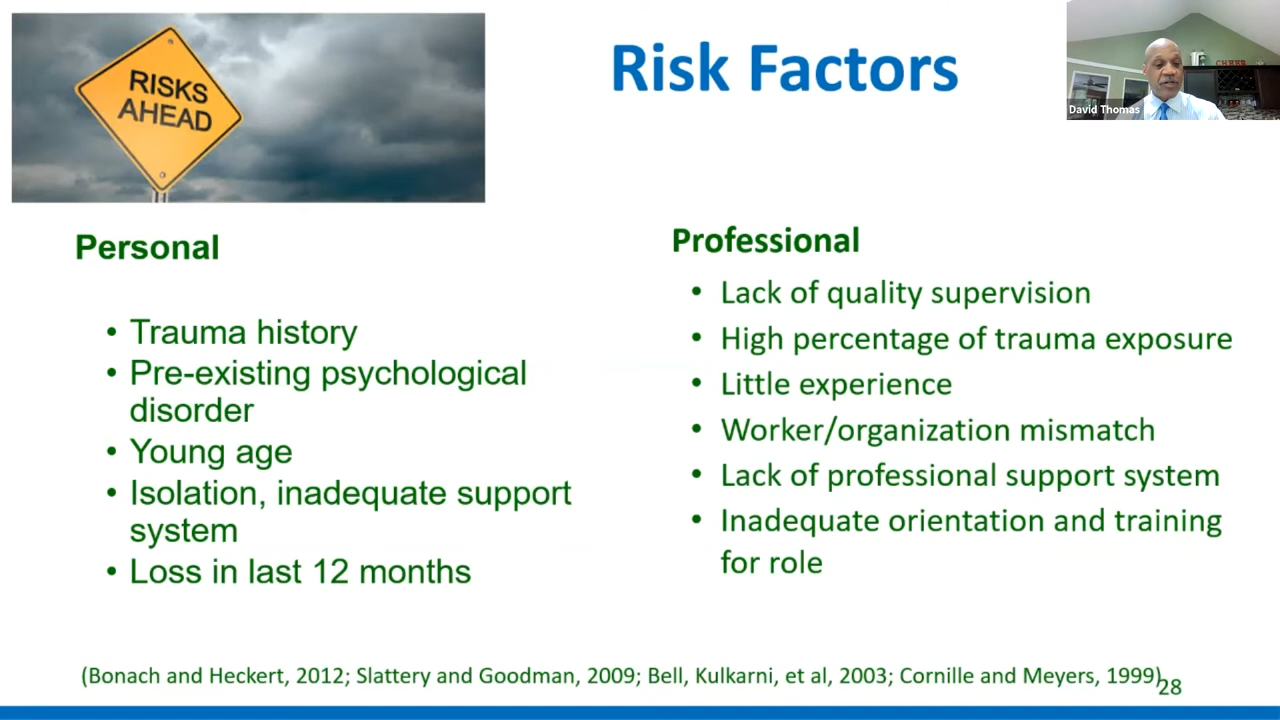 RISKS
AHEAD
Risk Factors
CHEER
David Thomas
Personal
• Trauma history
• Pre-existing psychological
disorder
• Young age
• Isolation, inadequate support
system
• Loss in last 12 months
Professional
• Lack of quality supervision
• High percentage of trauma exposure
• Little experience
• Worker/organization mismatch
• Lack of professional support system
• Inadequate orientation and training
for role
(Bonach and Heckert, 2012; Slattery and Goodman, 2009; Bell, Kulkarni, et al, 2003; Cornille and Meyers, 1999)
28